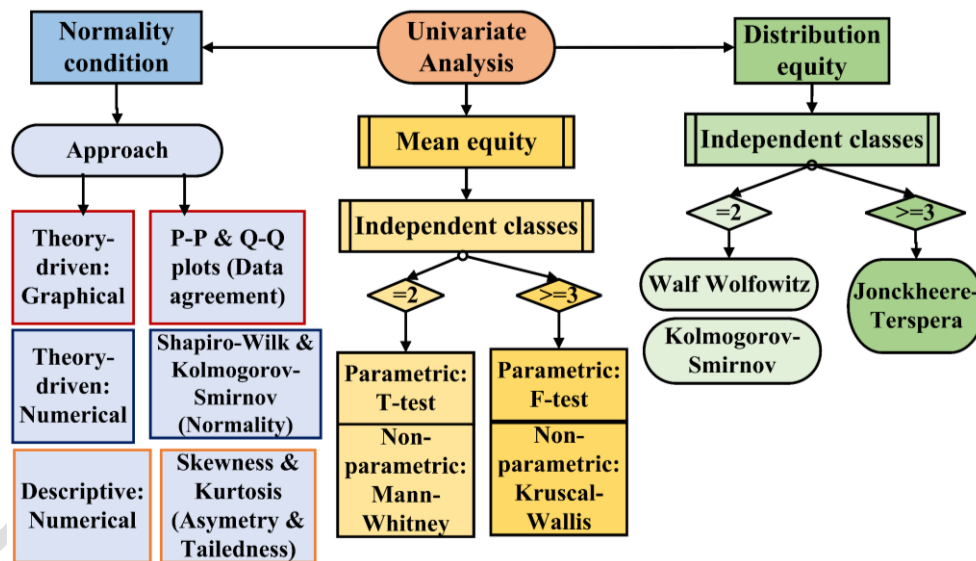 Normality
condition
Univariate
Analysis
Distribution
equity
Approach
Theory-
driven:
Graphical
P-P & Q-Q
plots (Data
agreement)
Theory-
driven:
Numerical
Shapiro-Wilk &
Kolmogorov-
Smirnov
(Normality)
Descriptive:
Numerical
Skewness &
Kurtosis
(Asymetry &
Tailedness)
Mean equity
Independent classes
=2
>=3
Parametric:
T-test
Non-
parametric:
Mann-
Whitney
Parametric:
F-test
Non-
parametric:
Kruscal-
Wallis
Independent classes
=2
>=3
Walf Wolfowitz
Kolmogorov-
Smirnov
Jonckheere-
Terspera